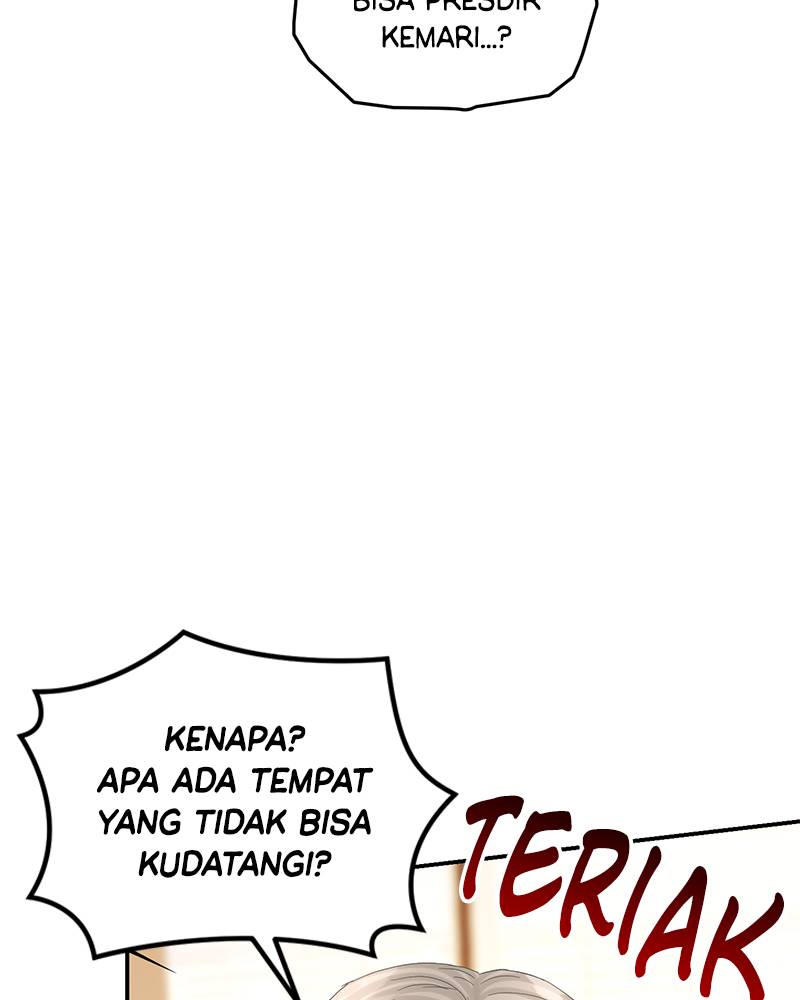 BISA PRESDIR
KEMARI...?
KENAPA?
APA ADA TEMPAT
YANG TIDAK BISA
KUDATANGI?
TERIAK